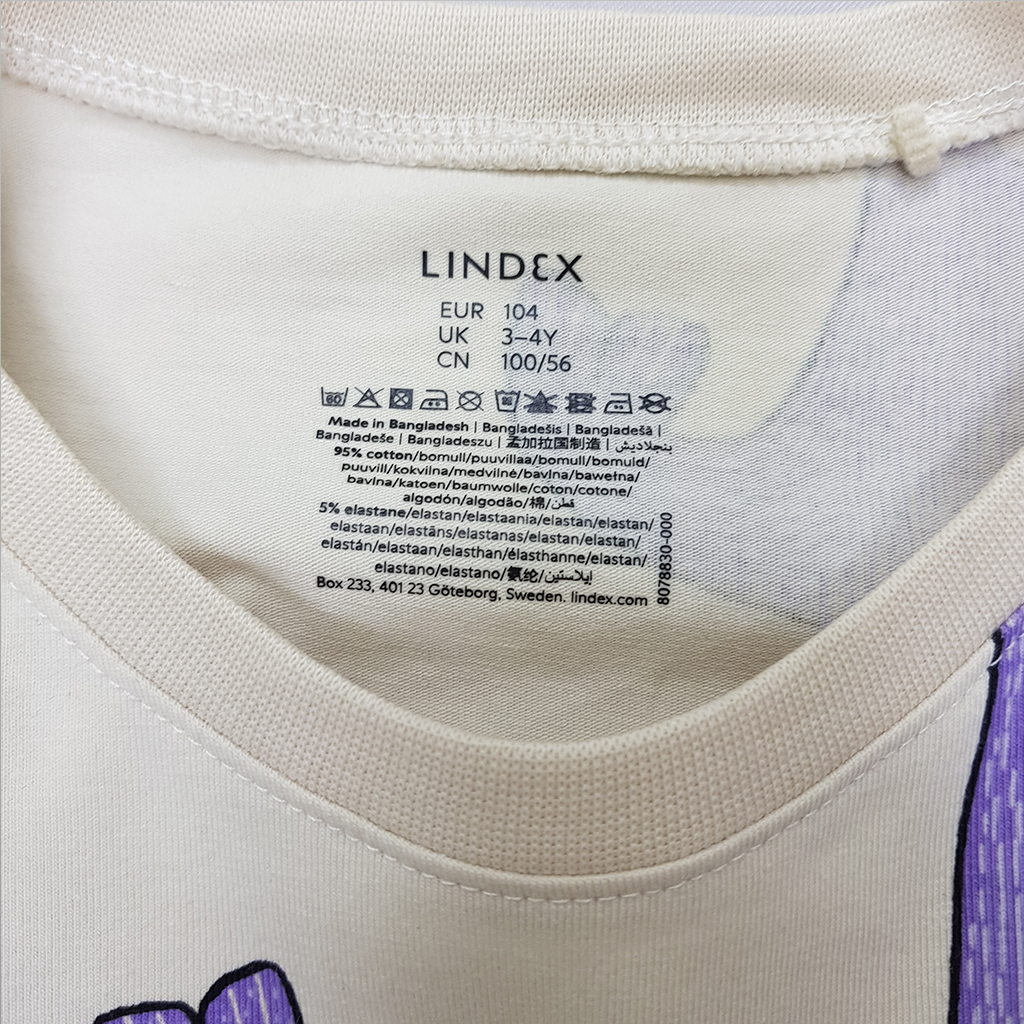 LINDEX
EUR 104
UK 3–4Y
CN 100/56
60
Made in Bangladesh | Bangladešis | Bangladešā |
Bangladeše | Bangladeszu | 孟加拉国制造 | بنجلاديش
95% cotton/bomull/puuvillaa/bomull/bomuld/
puuvill/kokvilna/medvilnė/bavlna/bawełna/
bavlna/katoen/baumwolle/coton/cotone/
algodón/algodão/棉/قطن
5% elastane/elastan/elastaania/elastan/elastan/
elastaan/elastāns/elastanas/elastan/elastan/
elastán/elastaan/elasthan/élasthanne/elastan/
elastano/elastano/氨纶/إيلاستين
Box 233, 401 23 Göteborg, Sweden. lindex.com
8078830-000